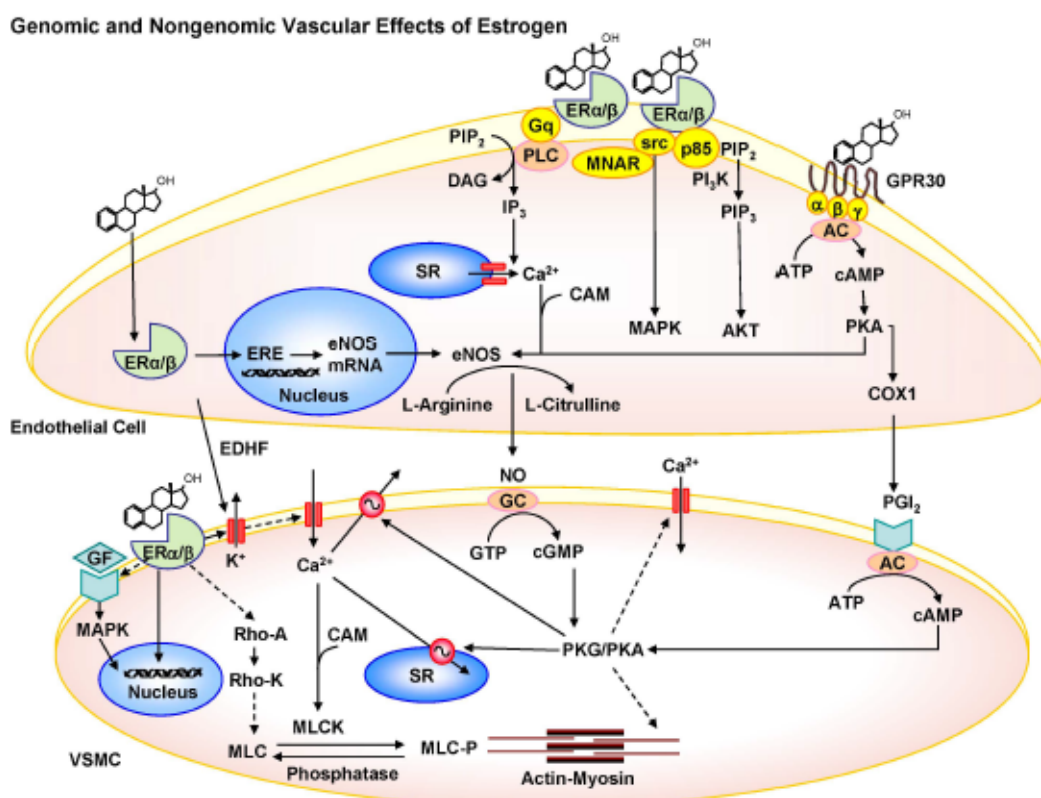 Genomic and Nongenomic Vascular Effects of Estrogen
OH
OH
ERα/β
ERα/β
Gq
PLC
PIP2
DAG
IP3
MNAR
src
p85
PIP2
PI3K
PIP3
OH
GPR30
α β γ
AC
ATP
cAMP
OH
SR
Ca2+
CAM
MAPK
AKT
PKA
ERα/β
ERE
eNOS
mRNA
Nucleus
eNOS
L-Arginine
L-Citrulline
COX1
Endothelial Cell
EDHF
NO
Ca2+
PGI2
OH
ERα/β
GF
K+
GC
GTP
cGMP
Ca2+
AC
ATP
cAMP
MAPK
Rho-A
CAM
PKG/PKA
Nucleus
Rho-K
SR
MLCK
VSMC
MLC
MLC-P
Phosphatase
Actin-Myosin